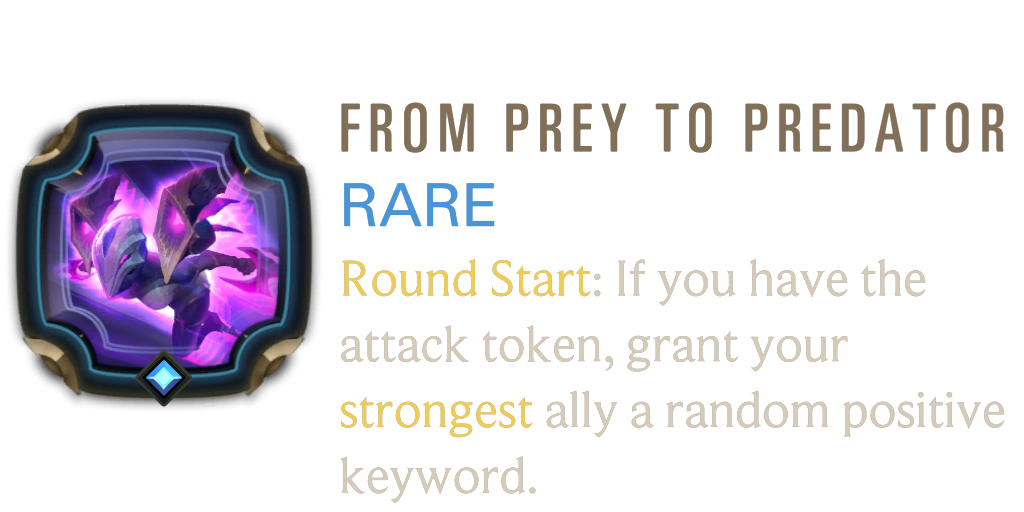 FROM PREY TO PREDATOR
RARE
Round Start: If you have the
attack token, grant your
strongest ally a random positive
keyword.